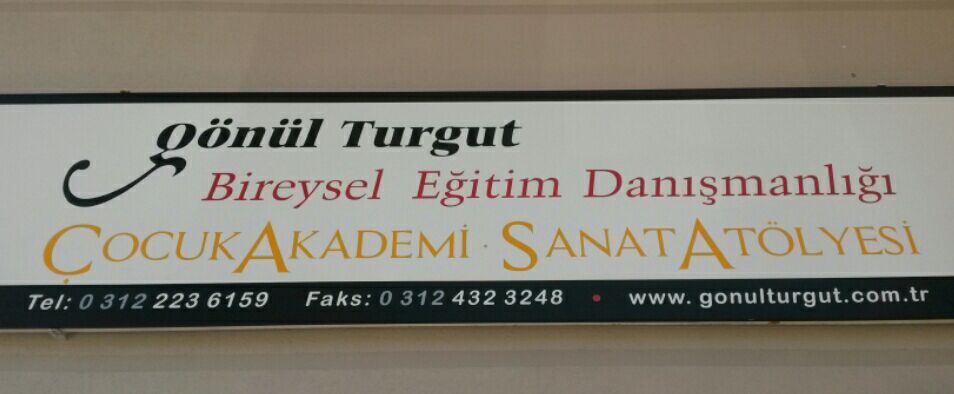 gönül Turgut
Bireysel Eğitim Danışmanlığı
ÇOCUKAKADEMİ · SANATATÖLYESİ
Tel: 0 312 223 6159 Faks: 0 312 432 3248 • www. gonulturgut.com.tr